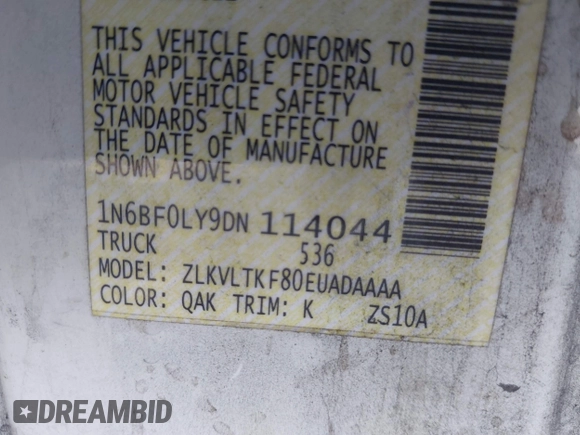 THIS VEHICLE CONFORMS TO
ALL APPLICABLE FEDERAL
MOTOR VEHICLE SAFETY
STANDARDS IN EFFECT ON
THE DATE OF MANUFACTURE
SHOWN ABOVE.
1N6BF0LY9DN 114044
TRUCK 536
MODEL: ZLKVLTKF80EUADAAAA
COLOR: QAK TRIM: K ZS10A
DREAMBID